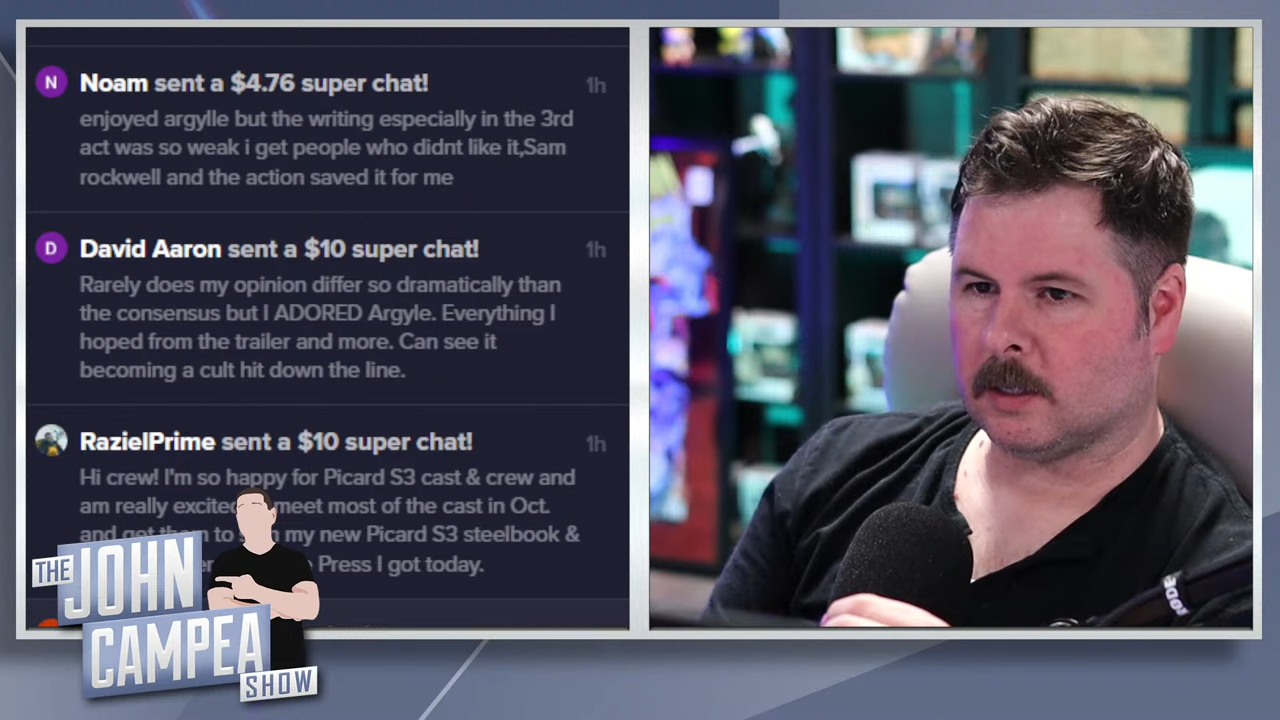 N
Noam sent a $4.76 super chat!
1h
enjoyed argylle but the writing especially in the 3rd
act was so weak i get people who didnt like it,Sam
rockwell and the action saved it for me
D
David Aaron sent a $10 super chat!
1h
Rarely does my opinion differ so dramatically than
the consensus but I ADORED Argyle. Everything I
hoped from the trailer and more. Can see it
becoming a cult hit down the line.
RazielPrime sent a $10 super chat!
1h
Hi crew! I'm so happy for Picard S3 cast & crew and
am really excited meet most of the cast in Oct.
and get them to my new Picard S3 steelbook &
Press I got today.
THE
JOHN
CAMPEA
SHOW
RODE